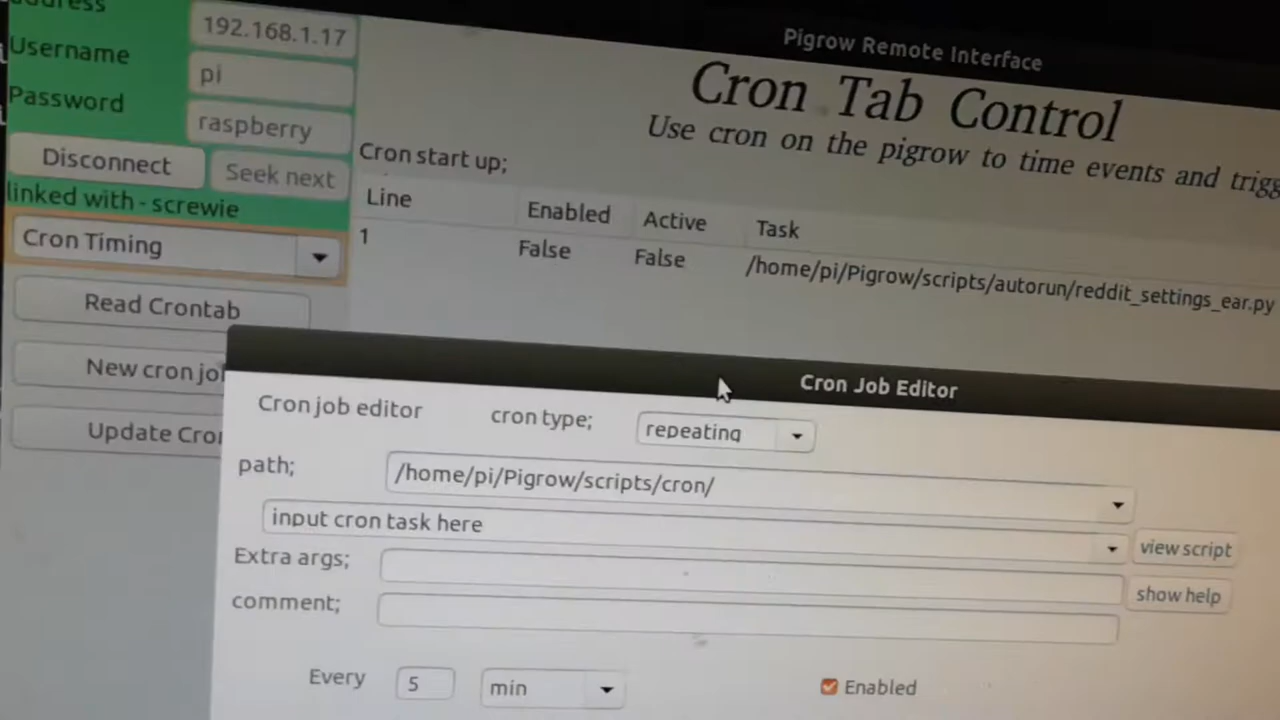 Pigrow Remote Interface
192.168.1.17
Username
pi
Password
raspberry
Disconnect
Seek next
linked with - screwie
Cron Timing
Read Crontab
Cron Tab Control
Use cron on the pigrow to time events and
Cron start up;
Line Enabled Active Task
1 False False /home/pi/Pigrow/scripts/autorun/reddit_settings_ear.py
New cron
Update
Cron Job Editor
Cron job editor
cron type;
repeating
path;
/home/pi/Pigrow/scripts/cron/
input cron task here
view script
Extra args;
show help
comment;
Every 5 min
Enabled